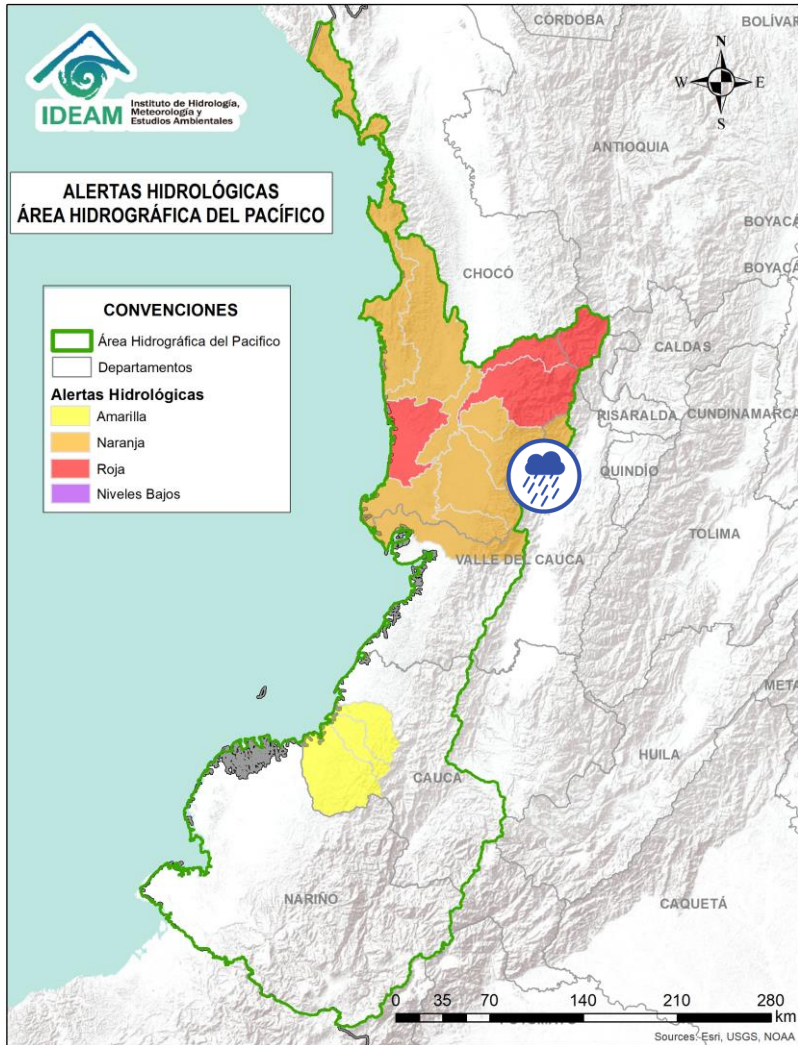 CÓRDOBA
BOLÍVAR
IDEAM
Instituto de Hidrología,
Meteorología y
Estudios Ambientales
N
W
E
S
ANTIOQUIA
ALERTAS HIDROLÓGICAS
ÁREA HIDROGRÁFICA DEL PACÍFICO
BOYACÁ
BOYACÁ
CHOCÓ
CONVENCIONES
Área Hidrográfica del Pacifico
Departamentos
Alertas Hidrológicas
Amarilla
Naranja
Roja
Niveles Bajos
CALDAS
RISARALDA
CUNDINAMARCA
QUINDÍO
TOLIMA
VALLE DEL CAUCA
META
HUILA
CAUCA
NARIÑO
CAQUETÁ
0 35 70 140 210 280
km
Sources: Esri, USGS, NOAA